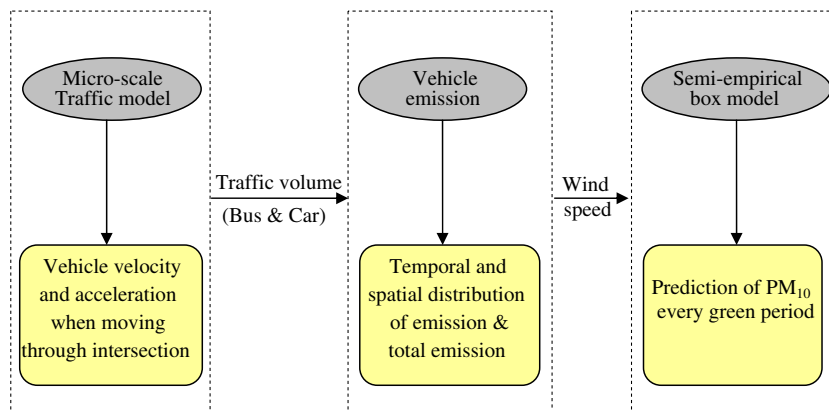 Micro-scale
Traffic model
Vehicle velocity
and acceleration
when moving
through intersection
Traffic volume
(Bus & Car)
Vehicle
emission
Temporal and
spatial distribution
of emission &
total emission
Wind
speed
Semi-empirical
box model
Prediction of PM₁₀
every green period